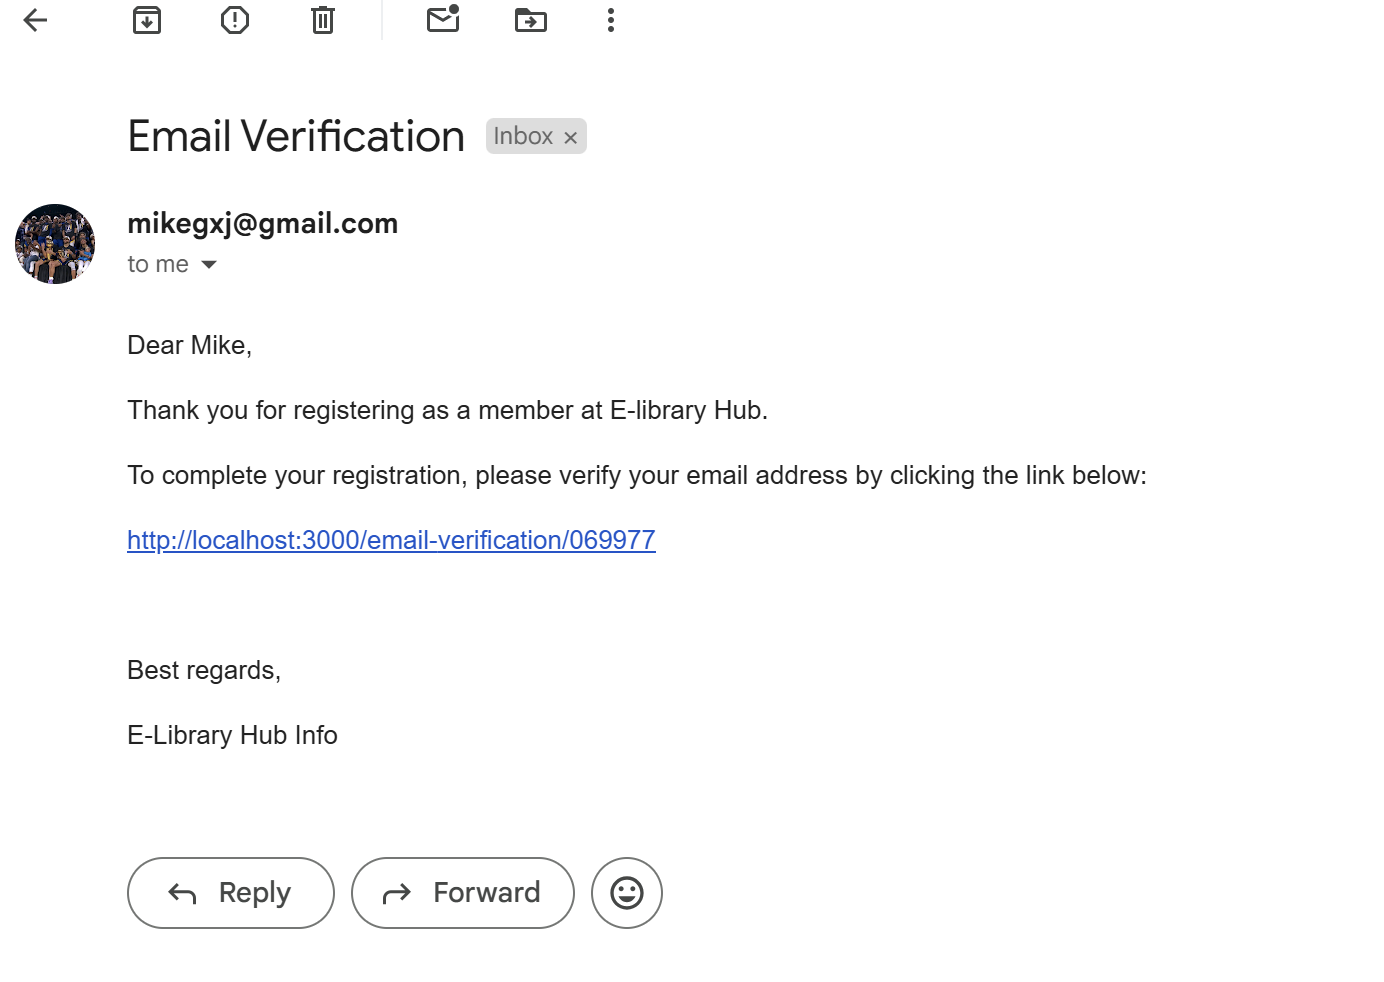 Email Verification Inbox ×
mikegxj@gmail.com
to me
Dear Mike,
Thank you for registering as a member at E-library Hub.
To complete your registration, please verify your email address by clicking the link below:
http://localhost:3000/email-verification/069977
Best regards,
E-Library Hub Info
Reply Forward